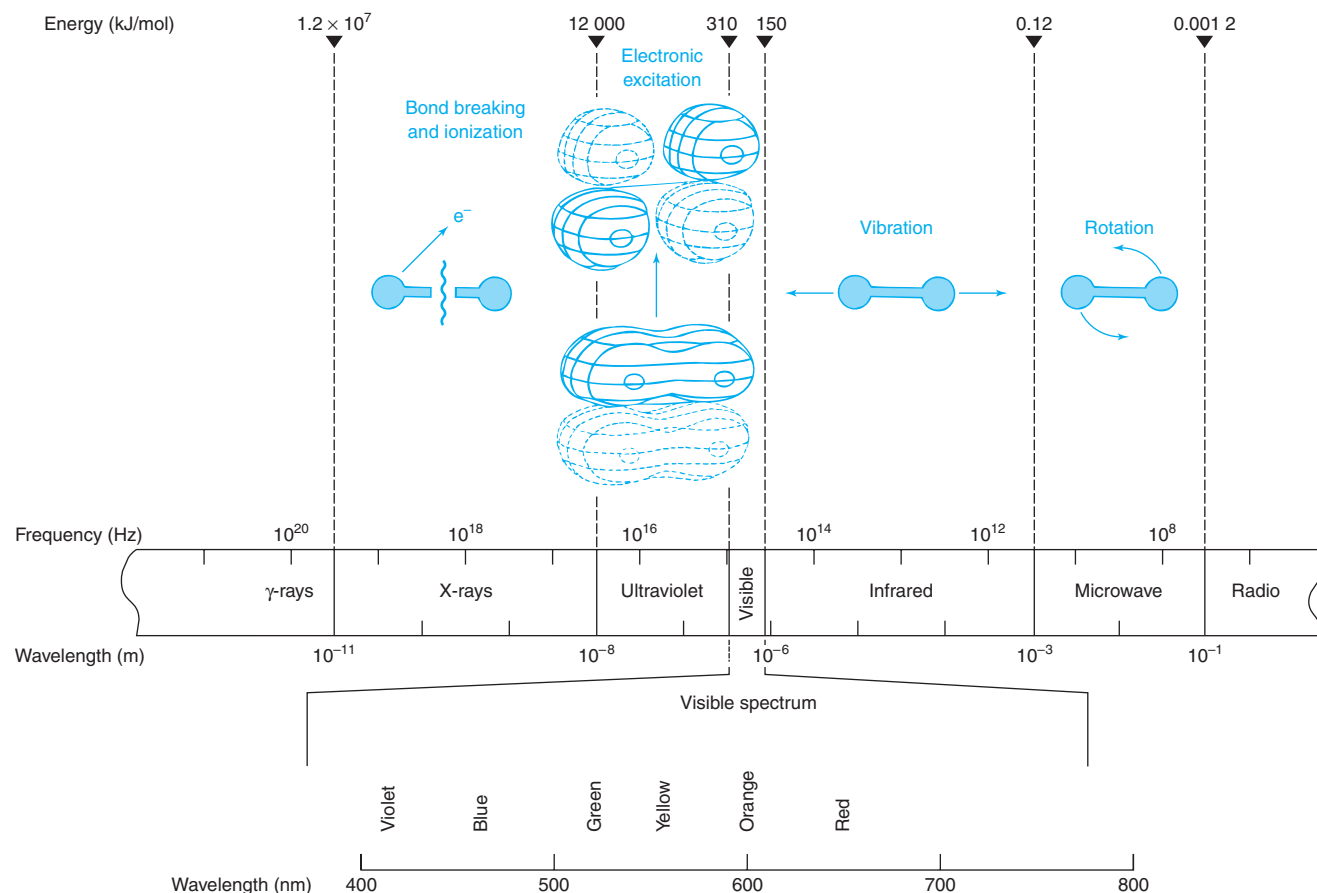 Energy (kJ/mol) 1.2 × 10⁷ 12 000 310 150 0.12 0.001 2
Electronic
excitation
Bond breaking
and ionization
e⁻
Vibration
Rotation
Frequency (Hz) 10²⁰ 10¹⁸ 10¹⁶ 10¹⁴ 10¹² 10⁸
γ-rays X-rays Ultraviolet Visible Infrared Microwave Radio
Wavelength (m) 10⁻¹¹ 10⁻⁸ 10⁻⁶ 10⁻³ 10⁻¹
Visible spectrum
Violet Blue Green Yellow Orange Red
400 500 600 700 800
Wavelength (nm)